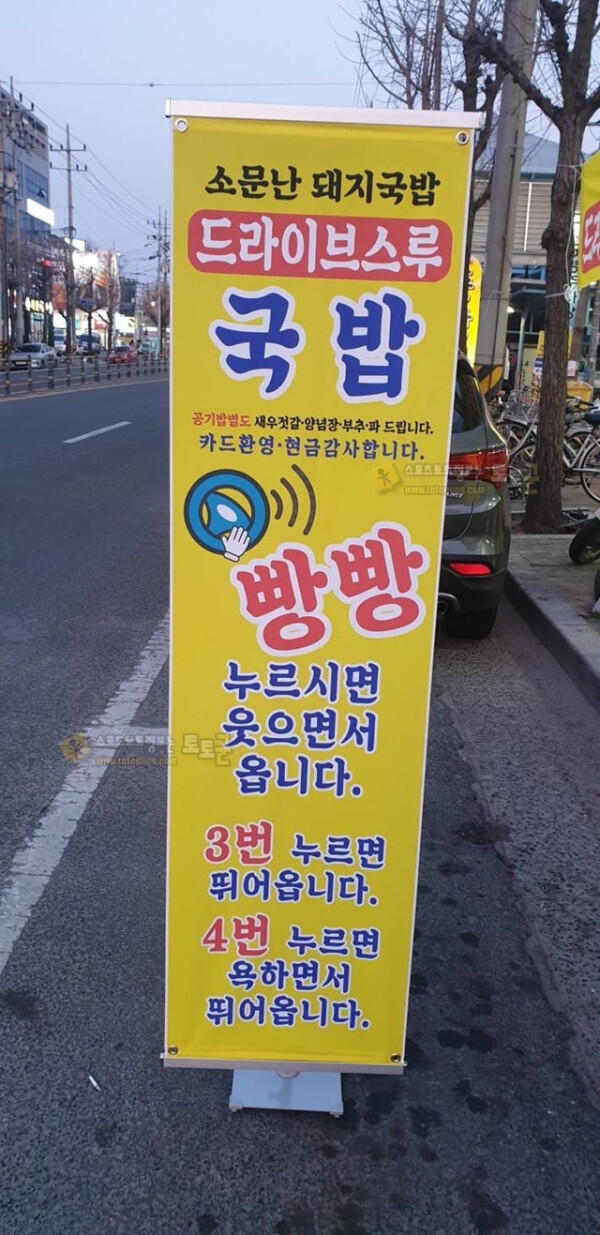 소문난 돼지국밥
드라이브스루
국밥
공기밥별도 새우젓갈·양념장·부추·파 드립니다.
카드환영·현금감사합니다.
빵빵
누르시면
웃으면서
옵니다.
3번 누르면
뛰어옵니다.
4번 누르면
욕하면서
뛰어옵니다.
토토군